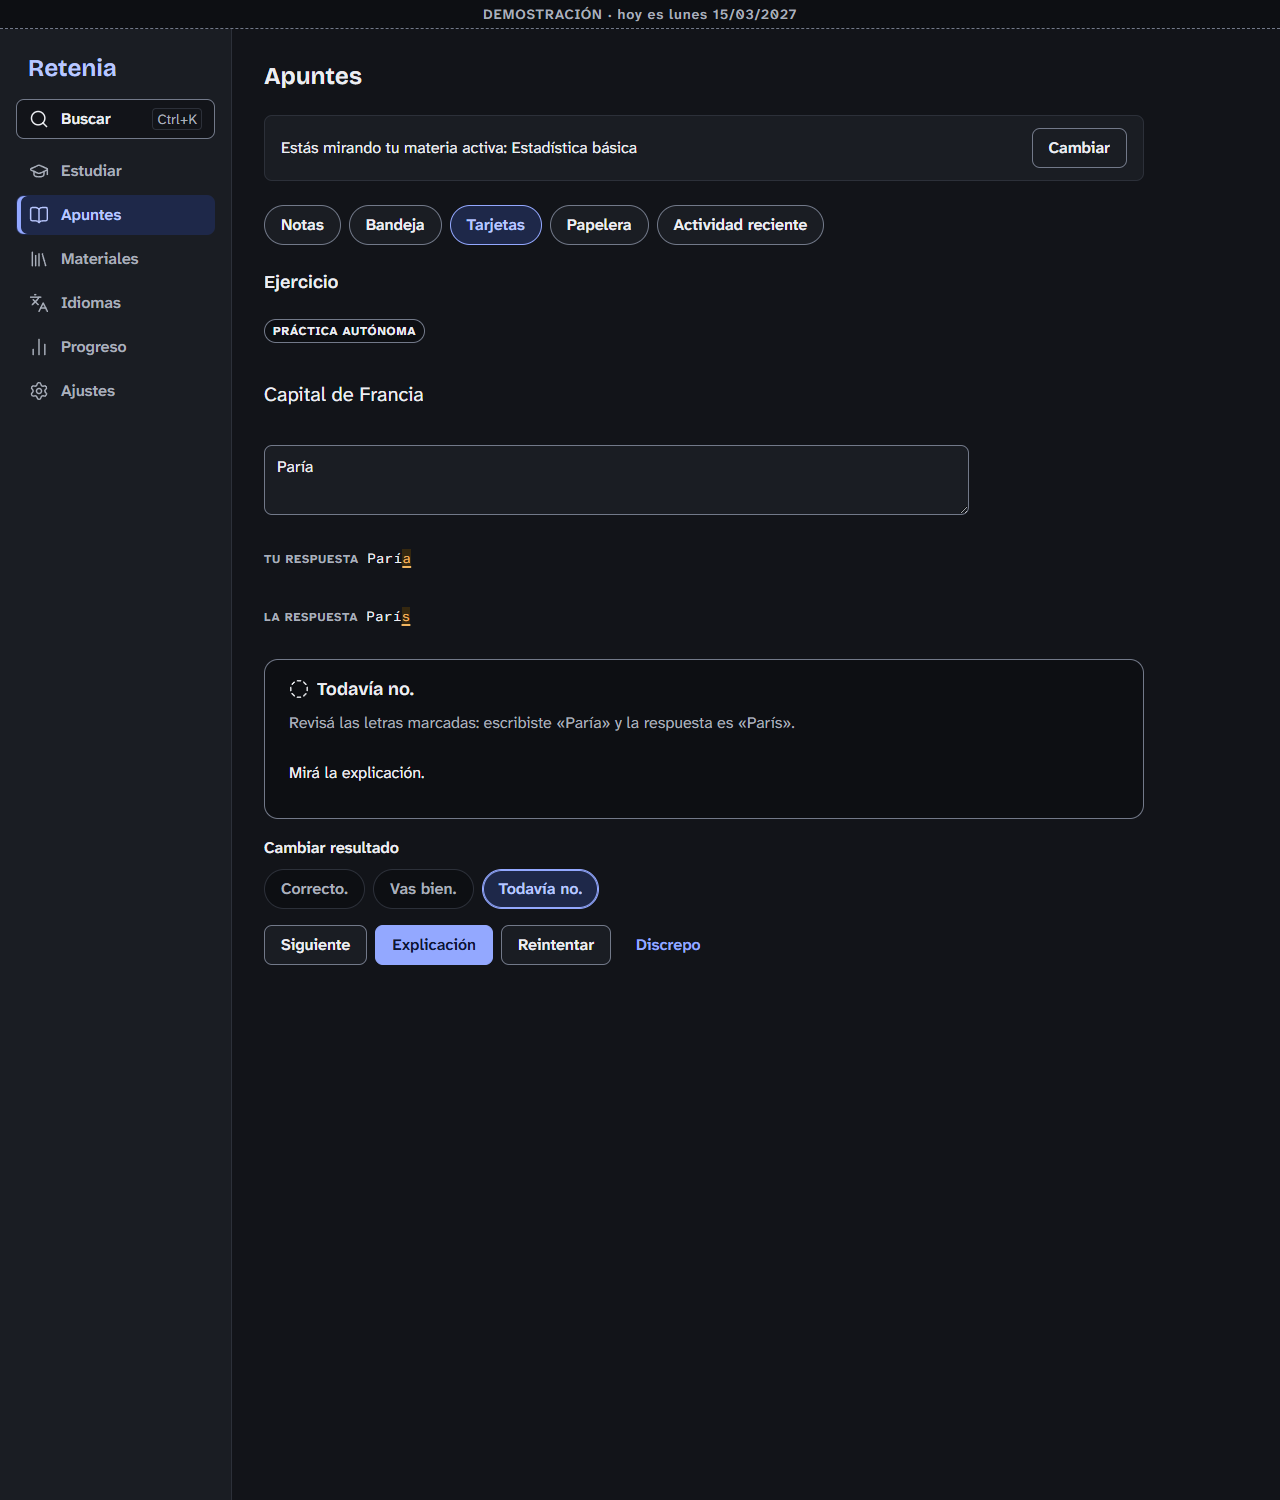 DEMOSTRACIÓN · hoy es lunes 15/03/2027
Retenia
Buscar Ctrl+K
Estudiar
Apuntes
Materiales
Idiomas
Progreso
Ajustes
Apuntes
Estás mirando tu materia activa: Estadística básica
Cambiar
Notas Bandeja Tarjetas Papelera Actividad reciente
Ejercicio
PRÁCTICA AUTÓNOMA
Capital de Francia
Paría
TU RESPUESTA Paría
LA RESPUESTA París
Todavía no.
Revisá las letras marcadas: escribiste «Paría» y la respuesta es «París».
Mirá la explicación.
Cambiar resultado
Correcto. Vas bien. Todavía no.
Siguiente Explicación Reintentar Discrepo